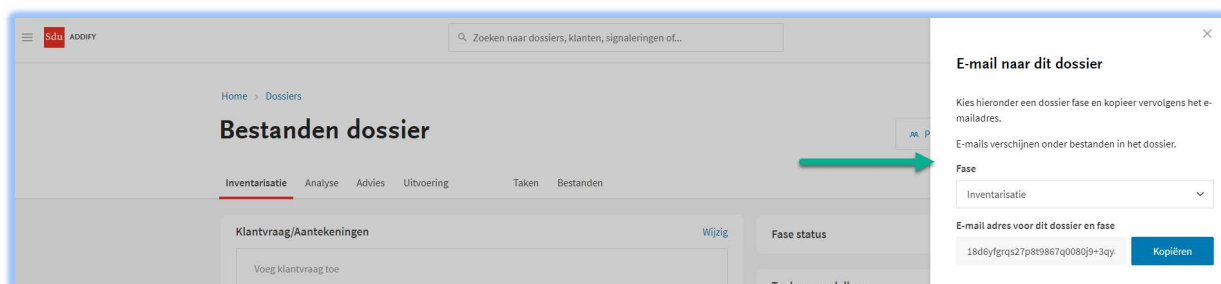 Sdu ADDIFY
Zoeken naar dossiers, klanten, signaleringen of...
Home > Dossiers
Bestanden dossier
Inventarisatie Analyse Advies Uitvoering Taken Bestanden
Klantvraag/Aantekeningen Wijzig
Voeg klantvraag toe
Fase status
E-mail naar dit dossier
Kies hieronder een dossier fase en kopieer vervolgens het e-
mailadres.
E-mails verschijnen onder bestanden in het dossier.
Fase
Inventarisatie
E-mail adres voor dit dossier en fase
18d6yfgrqs27p8t9867q0080j9+3qy Kopiëren